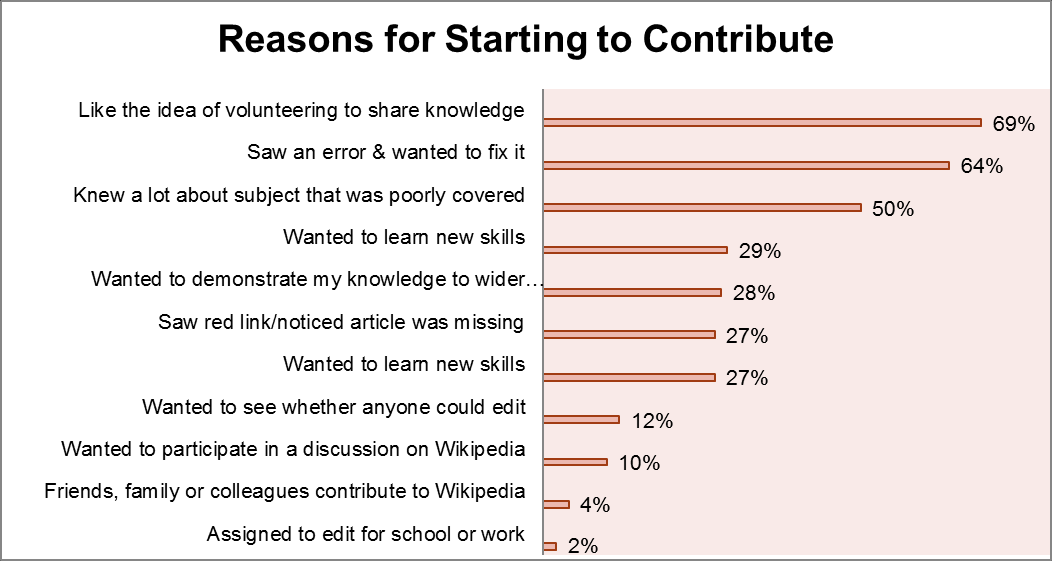 Reasons for Starting to Contribute
Like the idea of volunteering to share knowledge
69%
Saw an error & wanted to fix it
64%
Knew a lot about subject that was poorly covered
50%
Wanted to learn new skills
29%
Wanted to demonstrate my knowledge to wider…
28%
Saw red link/noticed article was missing
27%
Wanted to learn new skills
27%
Wanted to see whether anyone could edit
12%
Wanted to participate in a discussion on Wikipedia
10%
Friends, family or colleagues contribute to Wikipedia
4%
Assigned to edit for school or work
2%